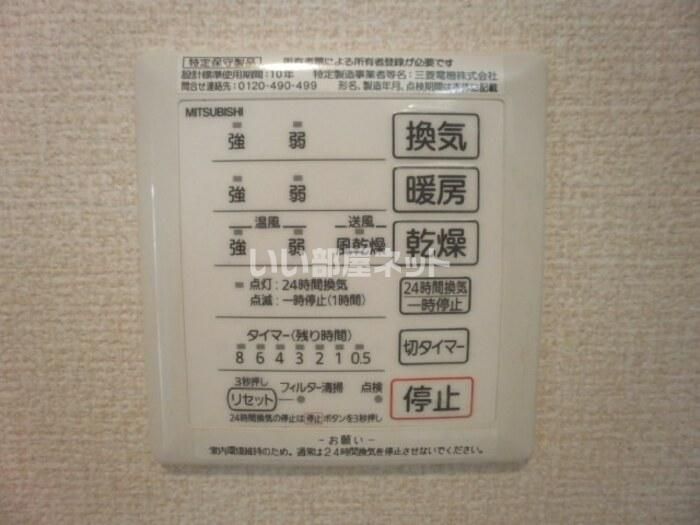 特定保守製品 所有者票による所有者登録が必要です
設計標準使用期間:10年 特定製造事業者等名:三菱電機株式会社
問合せ連絡先:0120-490-499 形名、製造年月、点検期間は本体に記載
MITSUBISHI
強 弱 換気
強 弱 暖房
温風 送風
強 弱 風乾燥 乾燥
いい部屋ネット
点灯:24時間換気
点滅:一時停止(1時間)
24時間換気
一時停止
タイマー(残り時間)
8 6 4 3 2 1 0.5
切タイマー
3秒押し
リセット フィルター清掃 点検
停止
24時間換気の停止は停止ボタンを3秒押し
-お願い-
室内環境維持のため。通常は24時間換気を停止させないでください。